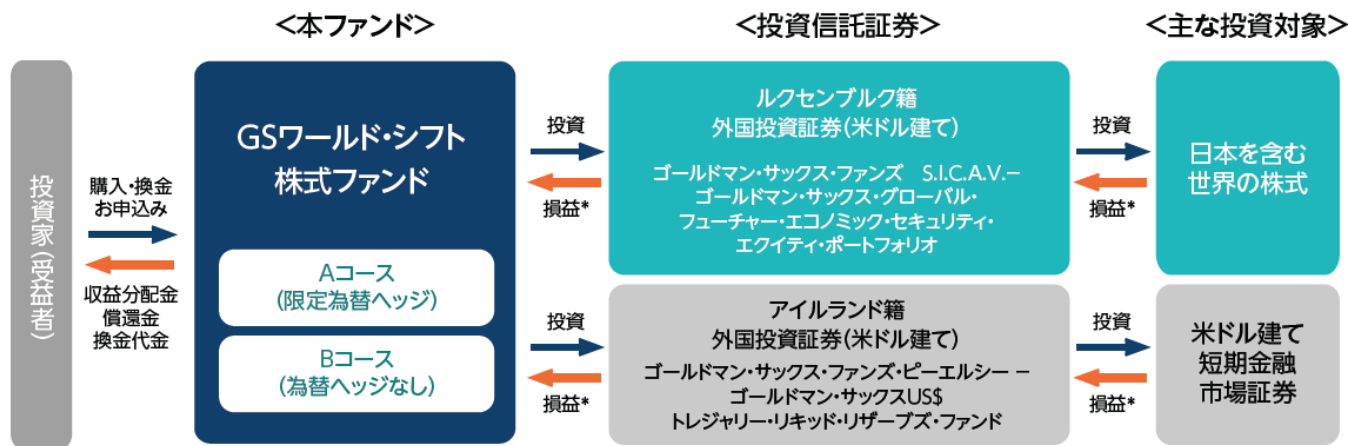 <本ファンド>
<投資信託証券>
<主な投資対象>
投資家(受益者)
購入・換金
お申込み
収益分配金
償還金
換金代金
GSワールド・シフト
株式ファンド
Aコース
(限定為替ヘッジ)
Bコース
(為替ヘッジなし)
投資
損益*
投資
損益*
ルクセンブルク籍
外国投資証券(米ドル建て)
ゴールドマン・サックス・ファンズ S.I.C.A.V.−
ゴールドマン・サックス・グローバル・
フューチャー・エコノミック・セキュリティ・
エクイティ・ポートフォリオ
アイルランド籍
外国投資証券(米ドル建て)
ゴールドマン・サックス・ファンズ・ピーエルシー −
ゴールドマン・サックスUS$
トレジャリー・リキッド・リザーブズ・ファンド
投資
損益*
投資
損益*
日本を含む
世界の株式
米ドル建て
短期金融
市場証券